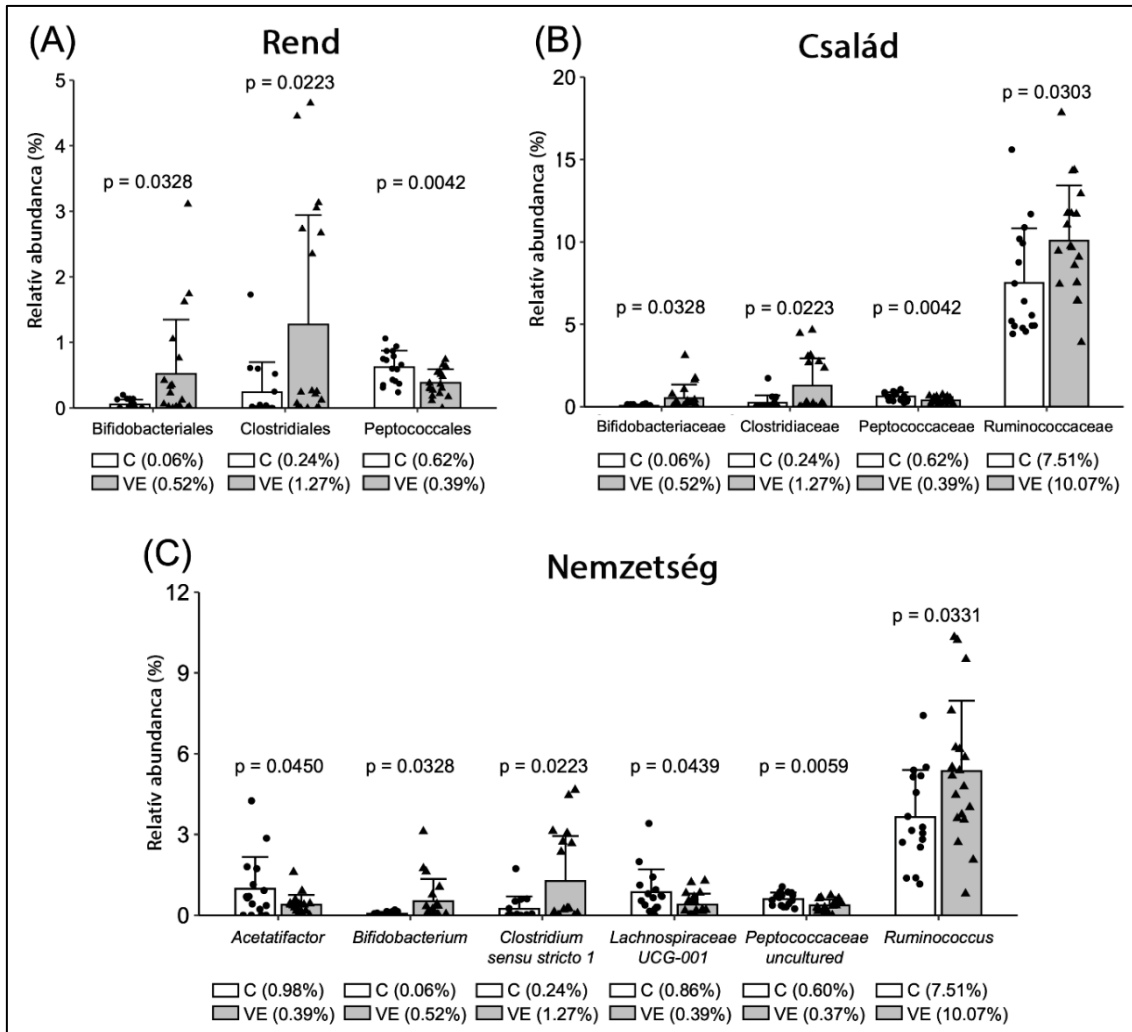 (A)
Rend
p = 0.0223
p = 0.0328
p = 0.0042
Relatív abundanca (%)
5
4
3
2
1
0
Bifidobacteriales Clostridiales Peptococcales
C (0.06%) C (0.24%) C (0.62%)
VE (0.52%) VE (1.27%) VE (0.39%)
(B)
Család
p = 0.0303
p = 0.0328 p = 0.0223 p = 0.0042
Relatív abundanca (%)
20
15
10
5
0
Bifidobacteriaceae Clostridiaceae Peptococcaceae Ruminococcaceae
C (0.06%) C (0.24%) C (0.62%) C (7.51%)
VE (0.52%) VE (1.27%) VE (0.39%) VE (10.07%)
(C)
Nemzetség
p = 0.0331
p = 0.0450 p = 0.0328 p = 0.0223 p = 0.0439 p = 0.0059
Relatív abundanca (%)
12
9
6
3
0
Acetatifactor Bifidobacterium Clostridium Lachnospiraceae Peptococcaceae Ruminococcus
sensu stricto 1 UCG-001 uncultured
C (0.98%) C (0.06%) C (0.24%) C (0.86%) C (0.60%) C (7.51%)
VE (0.39%) VE (0.52%) VE (1.27%) VE (0.39%) VE (0.37%) VE (10.07%)